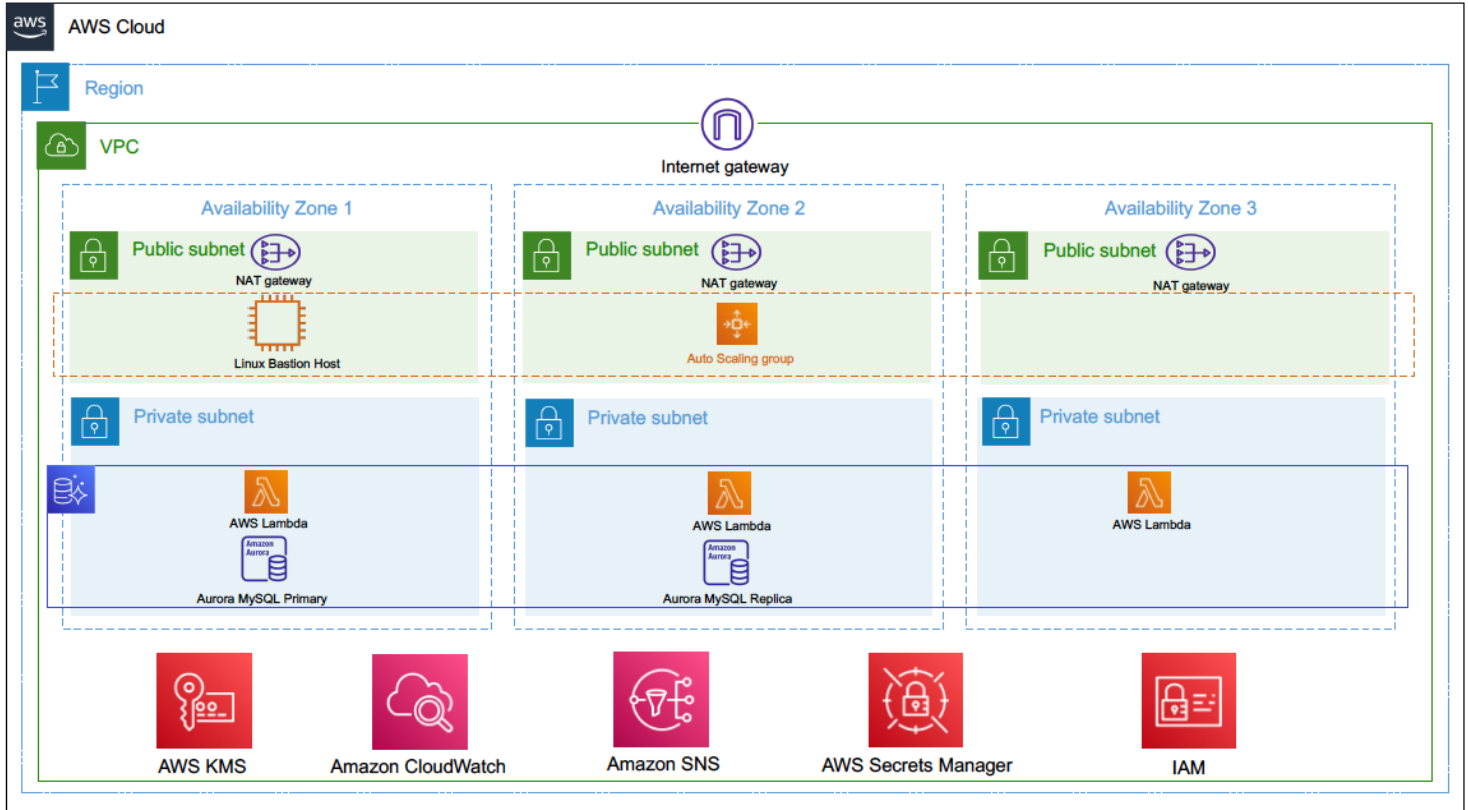 aws
AWS Cloud
Region
VPC
Internet gateway
Availability Zone 1
Availability Zone 2
Availability Zone 3
Public subnet
NAT gateway
Public subnet
NAT gateway
Public subnet
NAT gateway
Linux Bastion Host
Auto Scaling group
Private subnet
Private subnet
Private subnet
AWS Lambda
AWS Lambda
AWS Lambda
Amazon
Aurora
Aurora MySQL Primary
Amazon
Aurora
Aurora MySQL Replica
AWS KMS
Amazon CloudWatch
Amazon SNS
AWS Secrets Manager
IAM